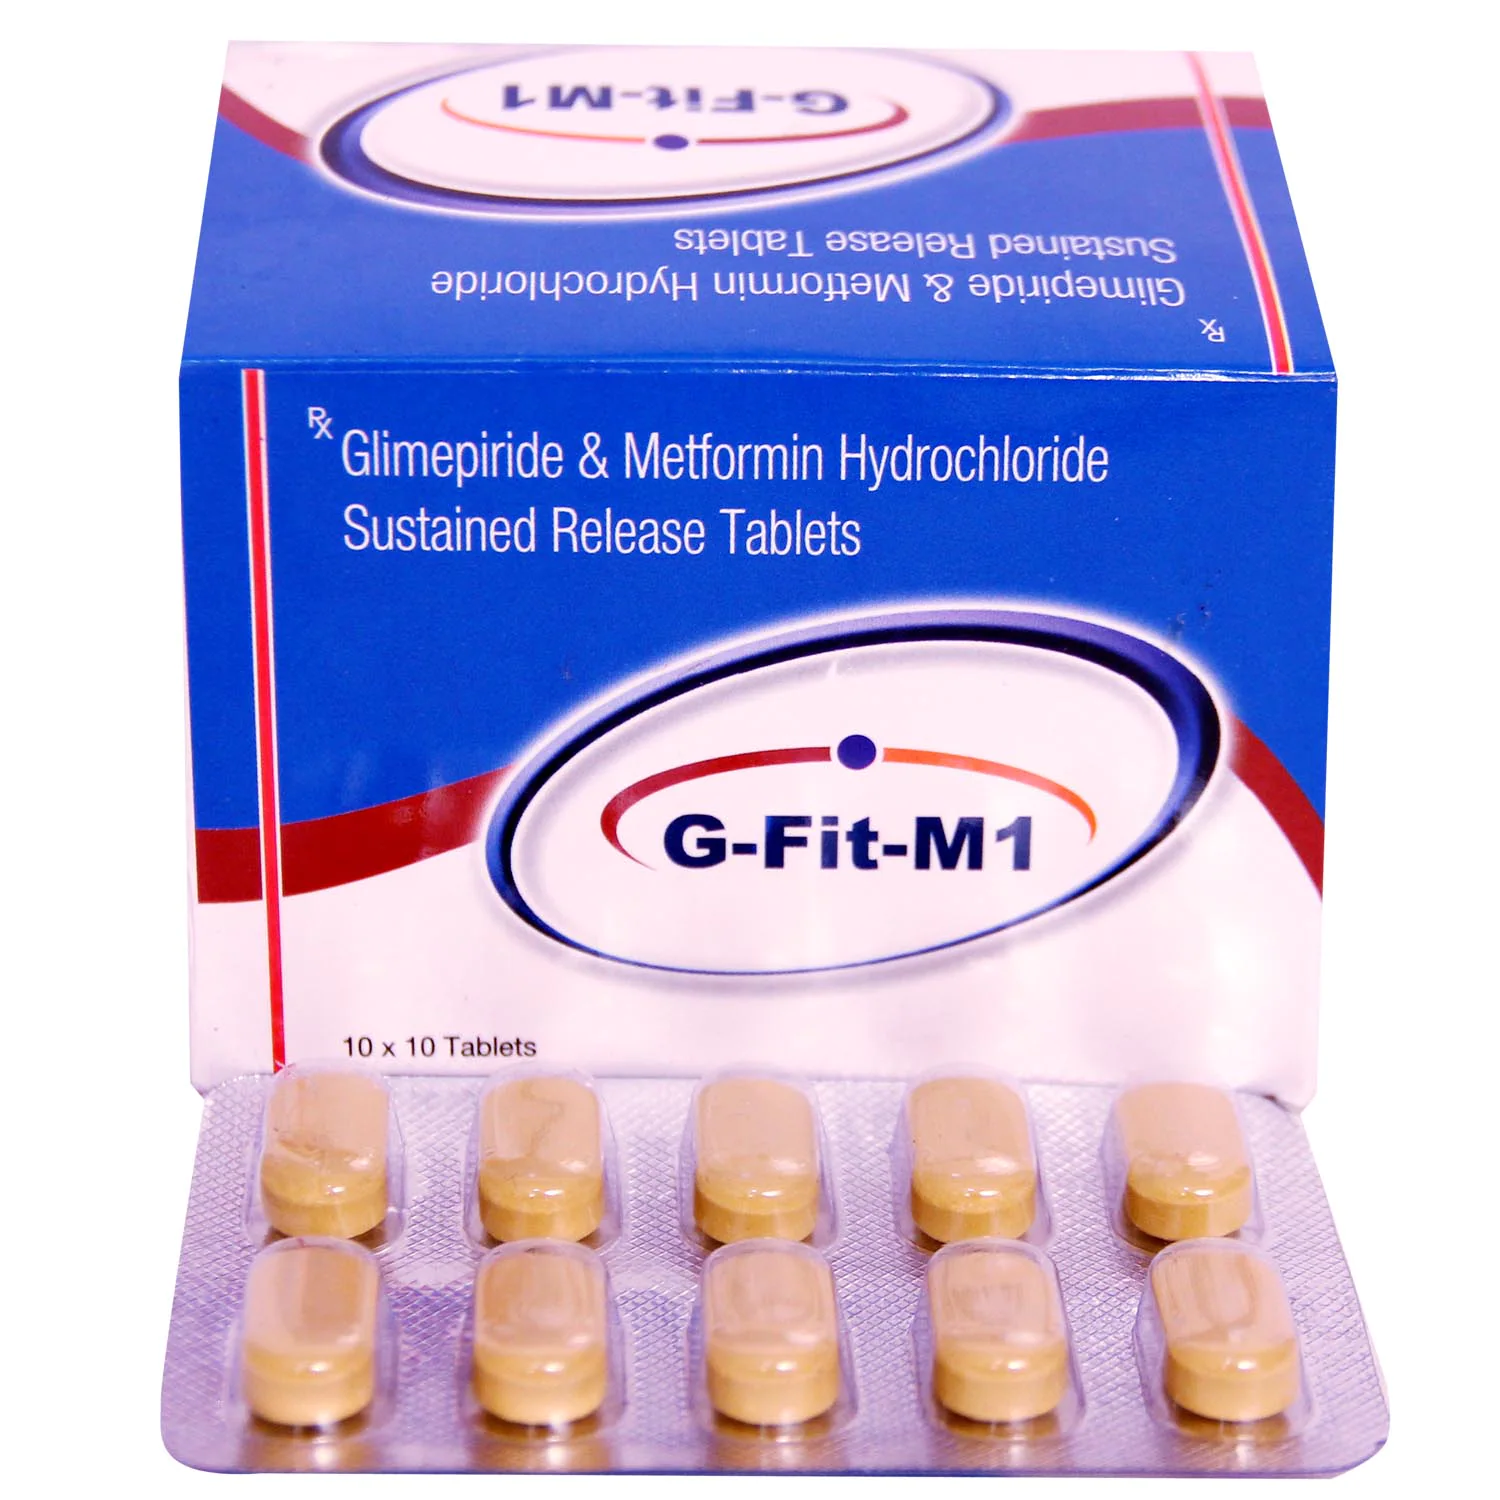 G-Fit-M1
Sustained Release Tablets
Glimepiride & Metformin Hydrochloride
Rx
Rx Glimepiride & Metformin Hydrochloride
Sustained Release Tablets
G-Fit-M1
10 x 10 Tablets